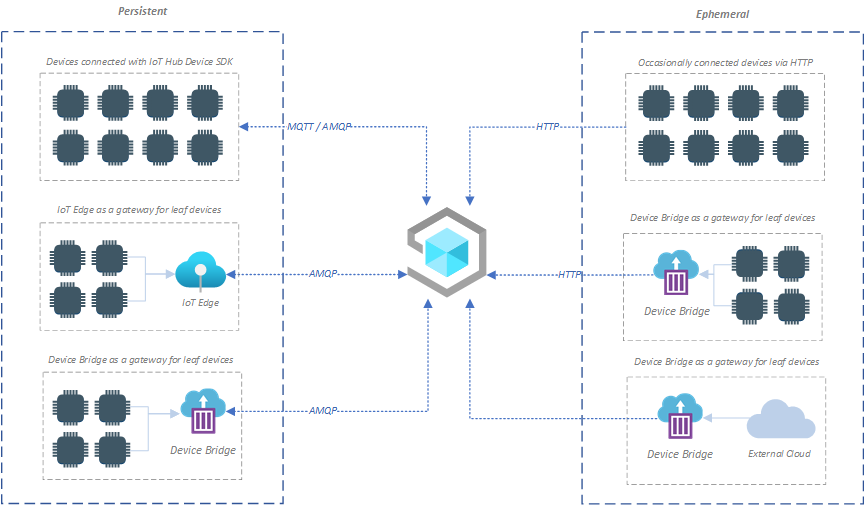 Persistent
Devices connected with IoT Hub Device SDK
MQTT / AMQP
IoT Edge as a gateway for leaf devices
IoT Edge
AMQP
Device Bridge as a gateway for leaf devices
Device Bridge
AMQP
Ephemeral
Occasionally connected devices via HTTP
HTTP
Device Bridge as a gateway for leaf devices
HTTP
Device Bridge
Device Bridge as a gateway for leaf devices
Device Bridge
External Cloud